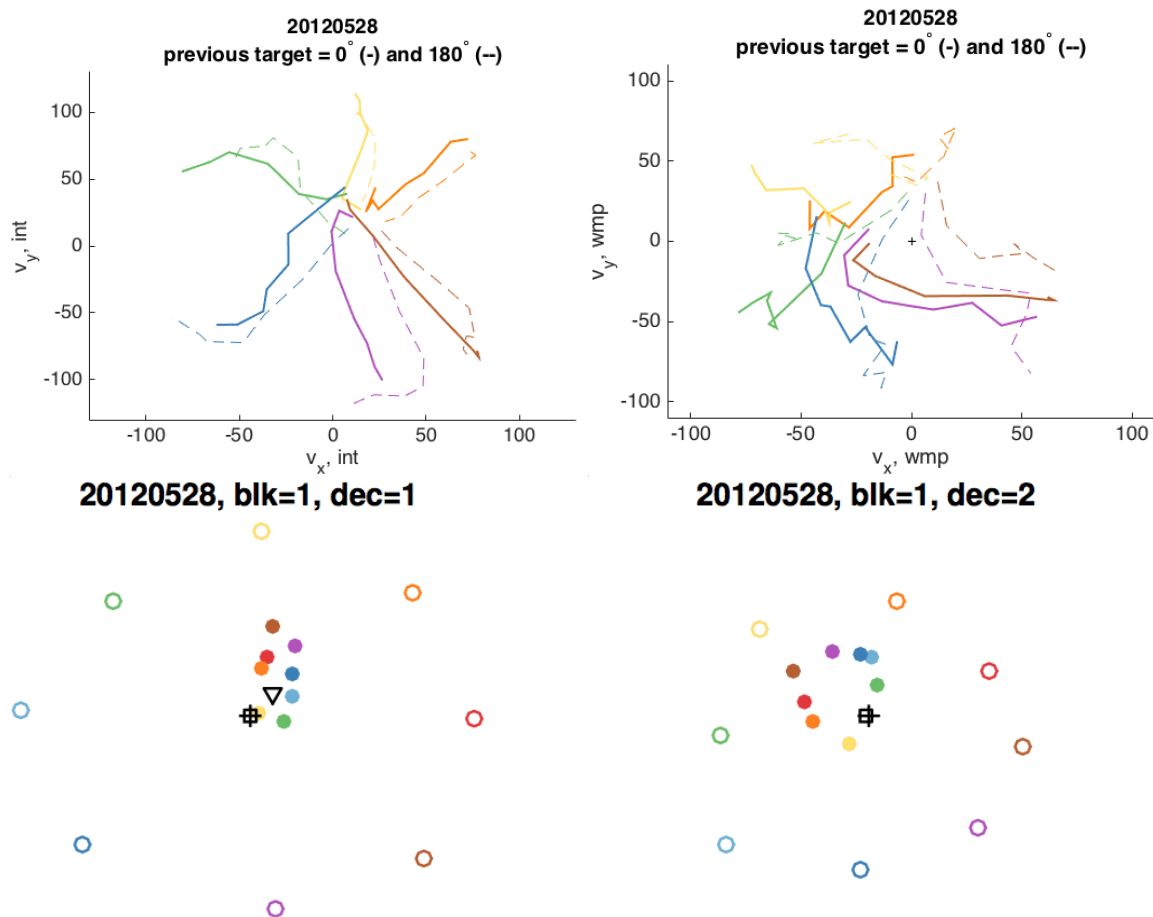 20120528
previous target = 0° (-) and 180° (--)
100
50
0
-50
-100
v_y, int
-100 -50 0 50 100
v_x, int
20120528
previous target = 0° (-) and 180° (--)
100
50
0
-50
-100
v_y, wmp
-100 -50 0 50 100
v_x, wmp
20120528, blk=1, dec=1
20120528, blk=1, dec=2